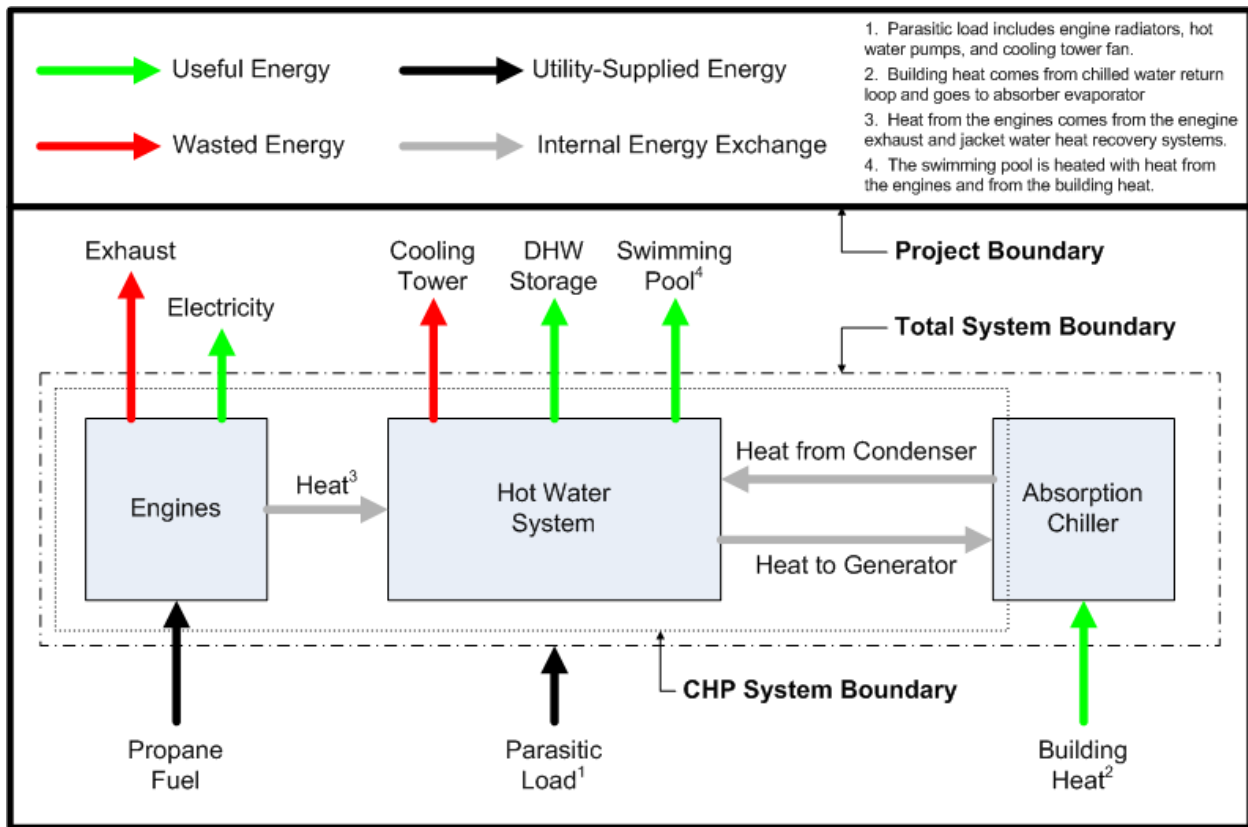 Useful Energy
Utility-Supplied Energy
Wasted Energy
Internal Energy Exchange
1.  Parasitic load includes engine radiators, hot
water pumps, and cooling tower fan.
2.  Building heat comes from chilled water return
loop and goes to absorber evaporator
3.  Heat from the engines comes from the enegine
exhaust and jacket water heat recovery systems.
4.  The swimming pool is heated with heat from
the engines and from the building heat.
Project Boundary
Total System Boundary
Exhaust
Electricity
Cooling
Tower
DHW
Storage
Swimming
Pool4
Engines
Heat3
Hot Water
System
Heat from Condenser
Heat to Generator
Absorption
Chiller
CHP System Boundary
Propane
Fuel
Parasitic
Load1
Building
Heat2